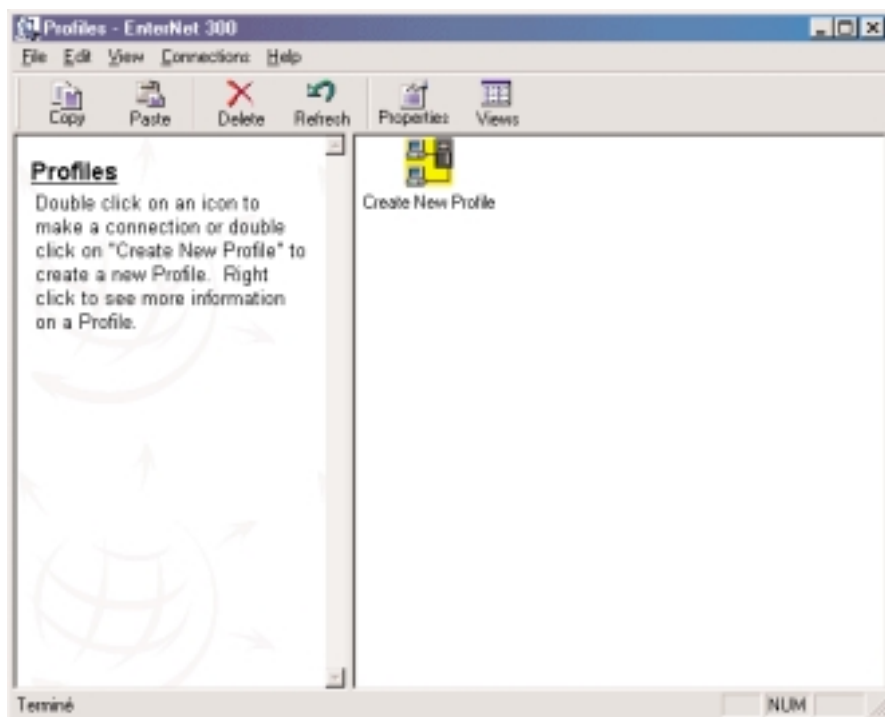 Profiles - EnterNet 300
File Edit View Connections Help
Copy Paste Delete Refresh Properties Views
Profiles
Double click on an icon to
make a connection or double
click on "Create New Profile" to
create a new Profile. Right
click to see more information
on a Profile.
Create New Profile
Terminé
NUM